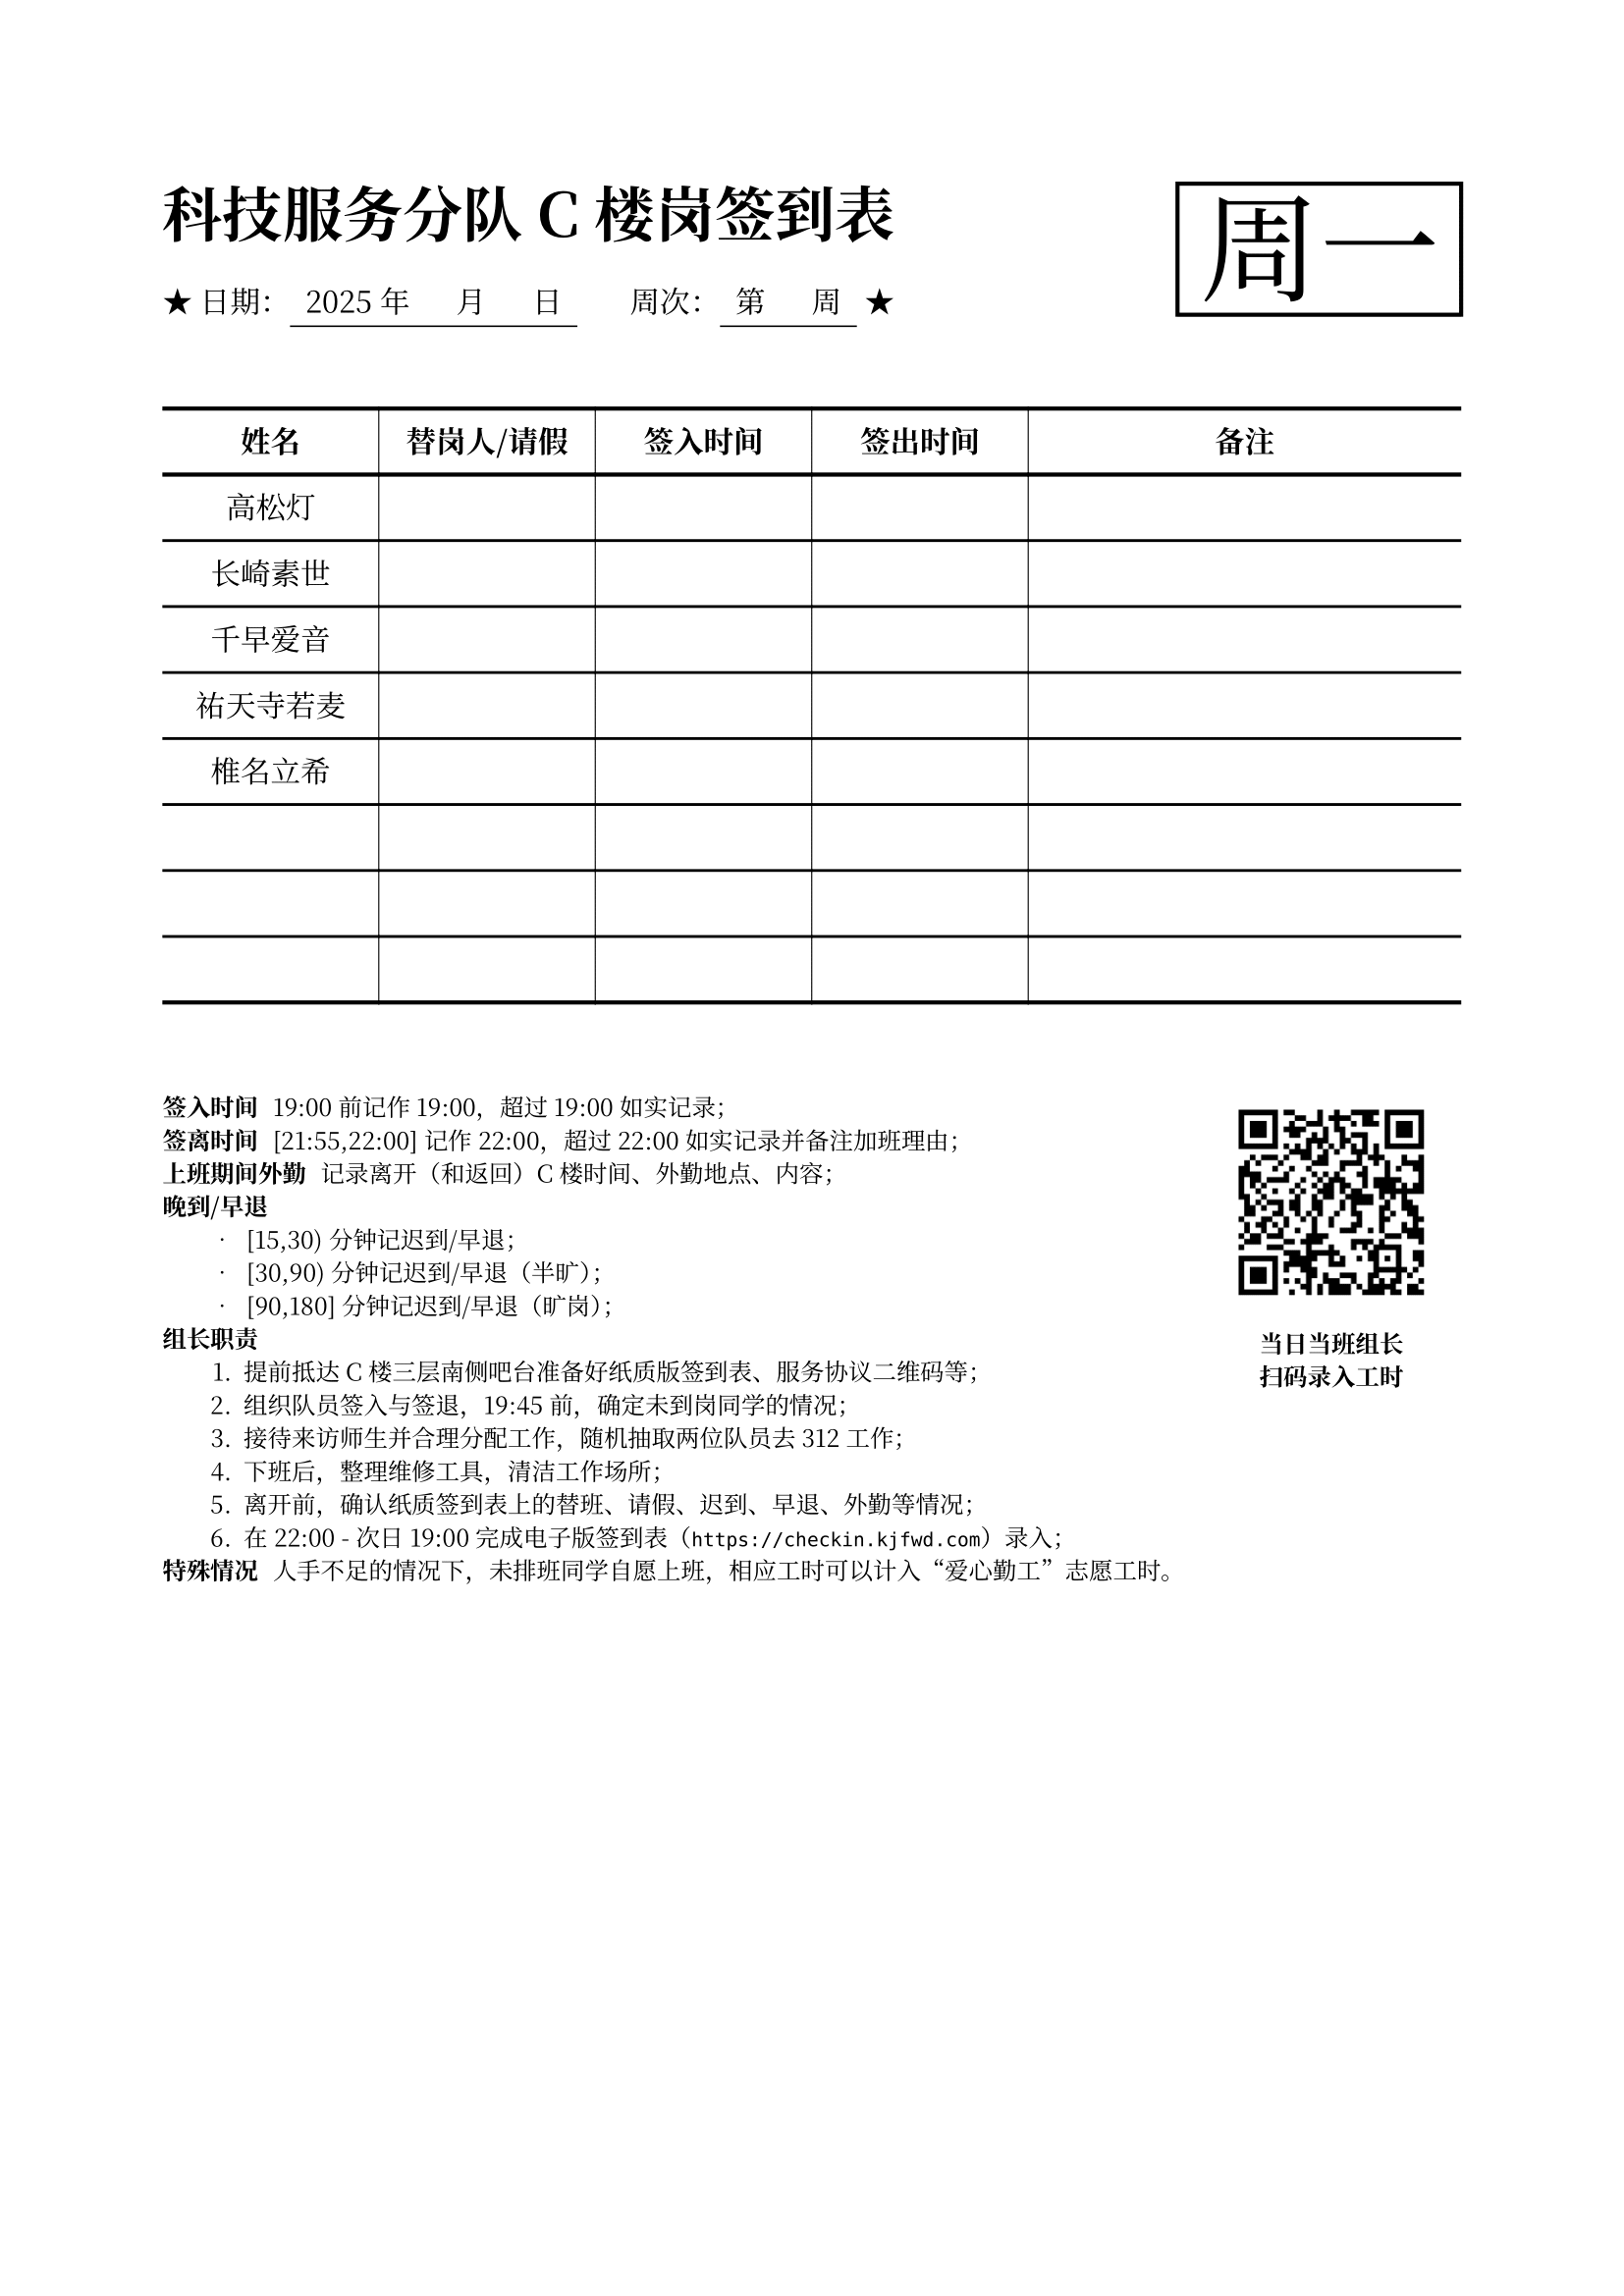 科技服务分队 C 楼岗签到表
周一
★ 日期： 2025 年 月 日 周次： 第 周 ★
姓名 替岗人/请假 签入时间 签出时间 备注
高松灯
长崎素世
千早爱音
祐天寺若麦
椎名立希
签入时间 19:00 前记作 19:00，超过 19:00 如实记录；
签离时间 [21:55,22:00] 记作 22:00，超过 22:00 如实记录并备注加班理由；
上班期间外勤 记录离开（和返回）C 楼时间、外勤地点、内容；
晚到/早退
· [15,30) 分钟记迟到/早退；
· [30,90) 分钟记迟到/早退（半旷）；
· [90,180] 分钟记迟到/早退（旷岗）；
组长职责
1. 提前抵达 C 楼三层南侧吧台准备好纸质版签到表、服务协议二维码等；
2. 组织队员签入与签退，19:45 前，确定未到岗同学的情况；
3. 接待来访师生并合理分配工作，随机抽取两位队员去 312 工作；
4. 下班后，整理维修工具，清洁工作场所；
5. 离开前，确认纸质签到表上的替班、请假、迟到、早退、外勤等情况；
6. 在 22:00 - 次日 19:00 完成电子版签到表（https://checkin.kjfwd.com）录入；
特殊情况 人手不足的情况下，未排班同学自愿上班，相应工时可以计入“爱心勤工”志愿工时。
当日当班组长
扫码录入工时